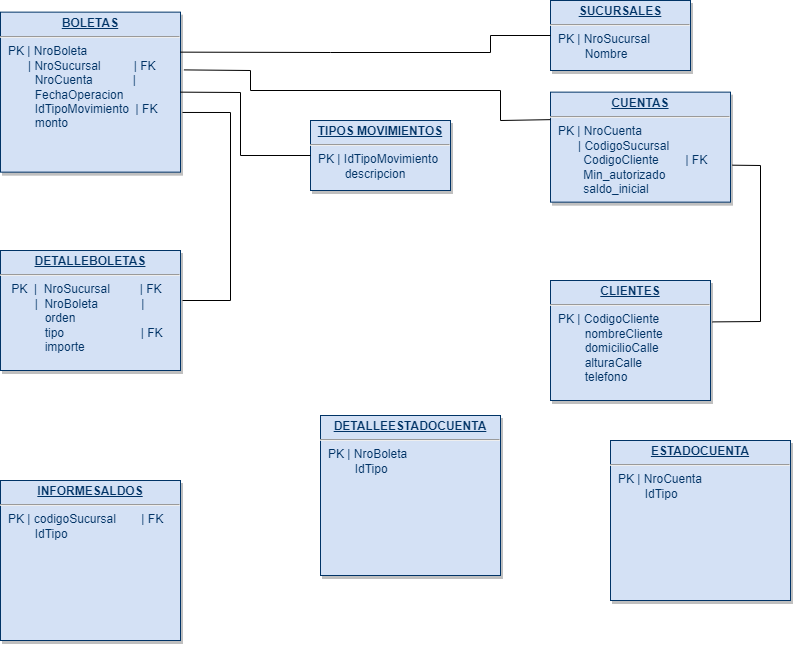 BOLETAS
PK | NroBoleta
| NroSucursal | FK
NroCuenta |
FechaOperacion
IdTipoMovimiento | FK
monto
SUCURSALES
PK | NroSucursal
Nombre
CUENTAS
PK | NroCuenta
| CodigoSucursal
CodigoCliente | FK
Min_autorizado
saldo_inicial
TIPOS MOVIMIENTOS
PK | IdTipoMovimiento
descripcion
DETALLEBOLETAS
PK | NroSucursal | FK
| NroBoleta |
orden
tipo | FK
importe
CLIENTES
PK | CodigoCliente
nombreCliente
domicilioCalle
alturaCalle
telefono
DETALLEESTADOCUENTA
PK | NroBoleta
IdTipo
ESTADOCUENTA
PK | NroCuenta
IdTipo
INFORMESALDOS
PK | codigoSucursal | FK
IdTipo